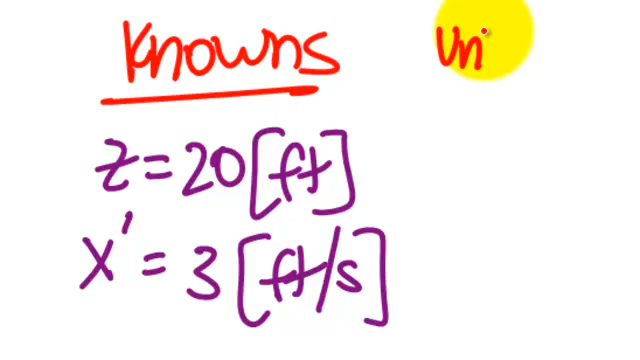 Knowns Un
z = 20 [ft]
x' = 3 [ft/s]